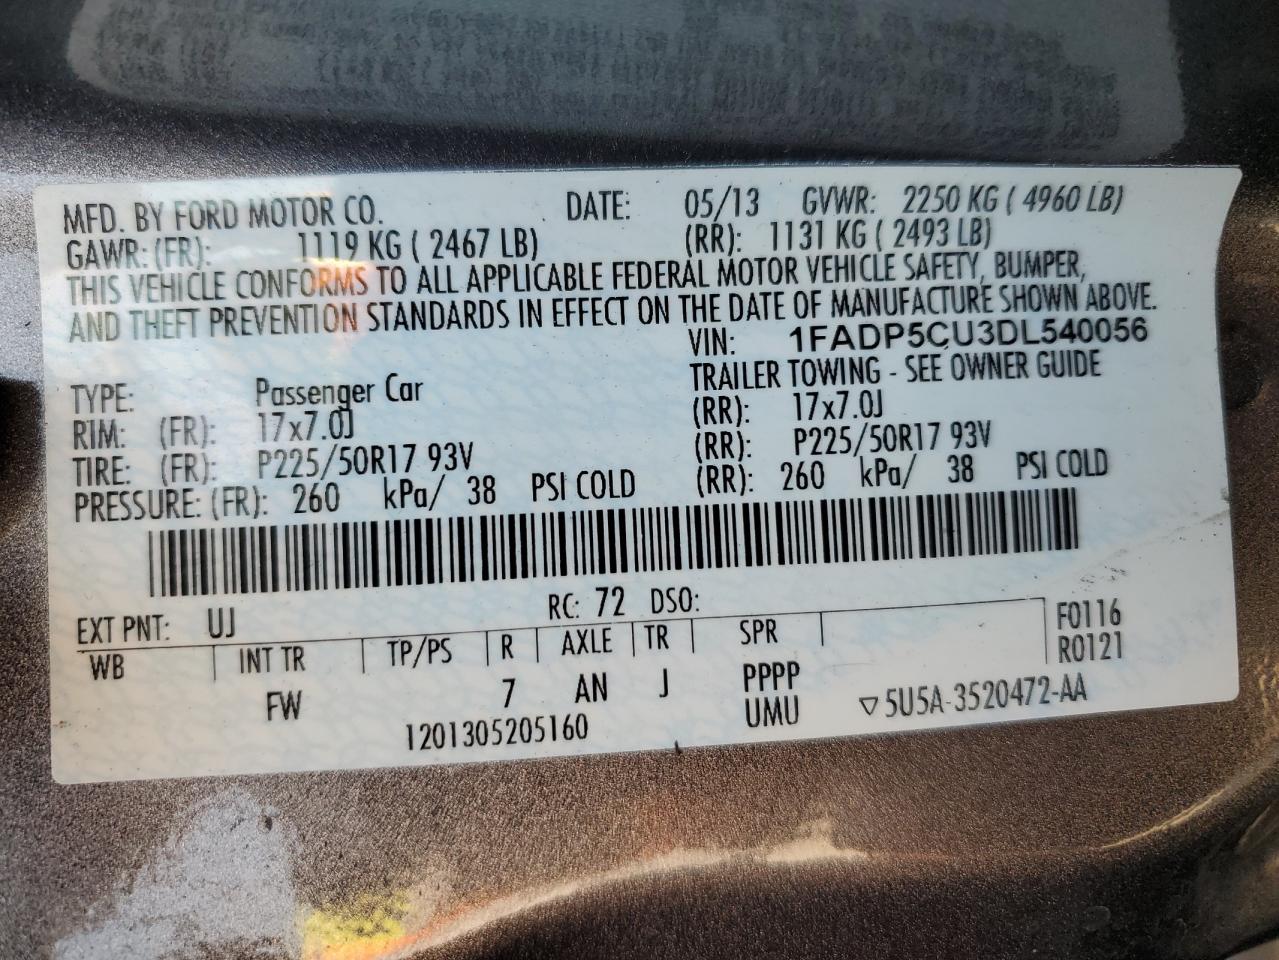 MFD. BY FORD MOTOR CO. DATE: 05/13 GVWR: 2250 KG ( 4960 LB)
GAWR: (FR): 1119 KG ( 2467 LB) (RR): 1131 KG ( 2493 LB)
THIS VEHICLE CONFORMS TO ALL APPLICABLE FEDERAL MOTOR VEHICLE SAFETY, BUMPER,
AND THEFT PREVENTION STANDARDS IN EFFECT ON THE DATE OF MANUFACTURE SHOWN ABOVE.
VIN: 1FADP5CU3DL540056
TYPE: Passenger Car TRAILER TOWING - SEE OWNER GUIDE
RIM: (FR): 17x7.0J (RR): 17x7.0J
TIRE: (FR): P225/50R17 93V (RR): P225/50R17 93V
PRESSURE: (FR): 260 kPa/ 38 PSI COLD (RR): 260 kPa/ 38 PSI COLD
EXT PNT: UJ RC: 72 DSO: F0116
WB INT TR TP/PS R AXLE TR SPR R0121
FW 7 AN J PPPP
1201305205160 UMU ▽5U5A-3520472-AA